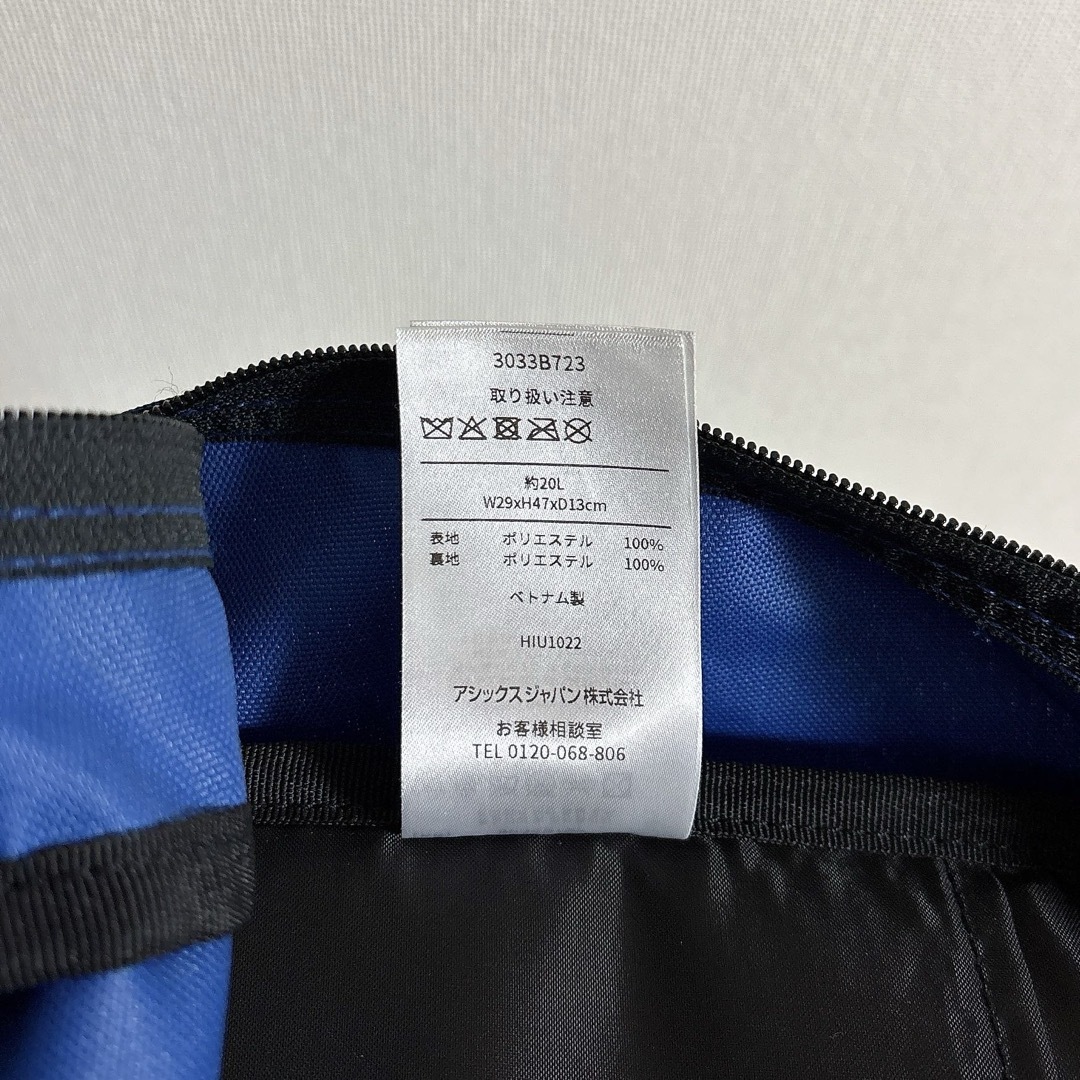 3033B723
取り扱い注意
約20L
W29xH47xD13cm
表地 ポリエステル 100%
裏地 ポリエステル 100%
ベトナム製
HIU1022
アシックスジャパン株式会社
お客様相談室
TEL 0120-068-806